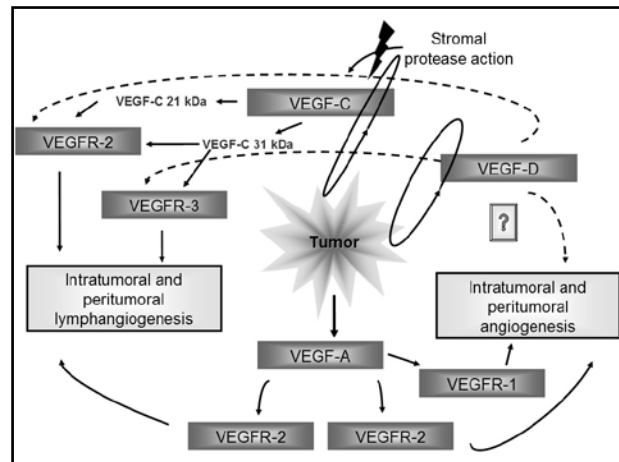 Stromal
protease action
VEGF-C 21 kDa
VEGF-C
VEGFR-2
VEGF-C 31 kDa
VEGF-D
VEGFR-3
?
Tumor
Intratumoral and
peritumoral
lymphangiogenesis
Intratumoral and
peritumoral
angiogenesis
VEGF-A
VEGFR-1
VEGFR-2
VEGFR-2